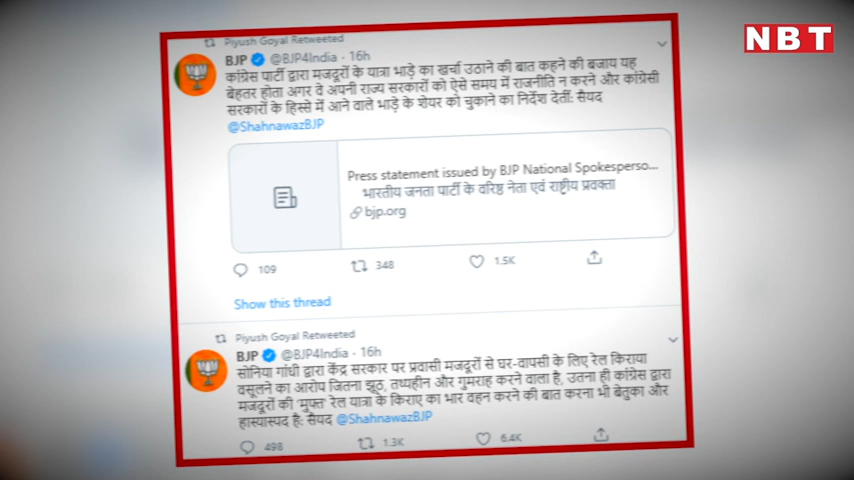 NBT
Piyush Goyal Retweeted
BJP @BJP4India · 16h
कांग्रेस पार्टी द्वारा मजदूरों के यात्रा भाड़े का खर्चा उठाने की बात कहने की बजाय यह
बेहतर होता अगर वे अपनी राज्य सरकारों को ऐसे समय में राजनीति न करने और कांग्रेसी
सरकारों के हिस्से में आने वाले भाड़े के शेयर को चुकाने का निर्देश देतीं: सैयद
@ShahnawazBJP
Press statement issued by BJP National Spokesperso...
भारतीय जनता पार्टी के वरिष्ठ नेता एवं राष्ट्रीय प्रवक्ता
bjp.org
109 348 1.5K
Show this thread
Piyush Goyal Retweeted
BJP @BJP4India · 16h
सोनिया गांधी द्वारा केंद्र सरकार पर प्रवासी मजदूरों से घर-वापसी के लिए रेल किराया
वसूलने का आरोप जितना झूठ, तथ्यहीन और गुमराह करने वाला है, उतना ही कांग्रेस द्वारा
मजदूरों की 'मुफ्त' रेल यात्रा के किराए का भार वहन करने की बात करना भी बेतुका और
हास्यास्पद है: सैयद @ShahnawazBJP
498 1.3K 6.4K